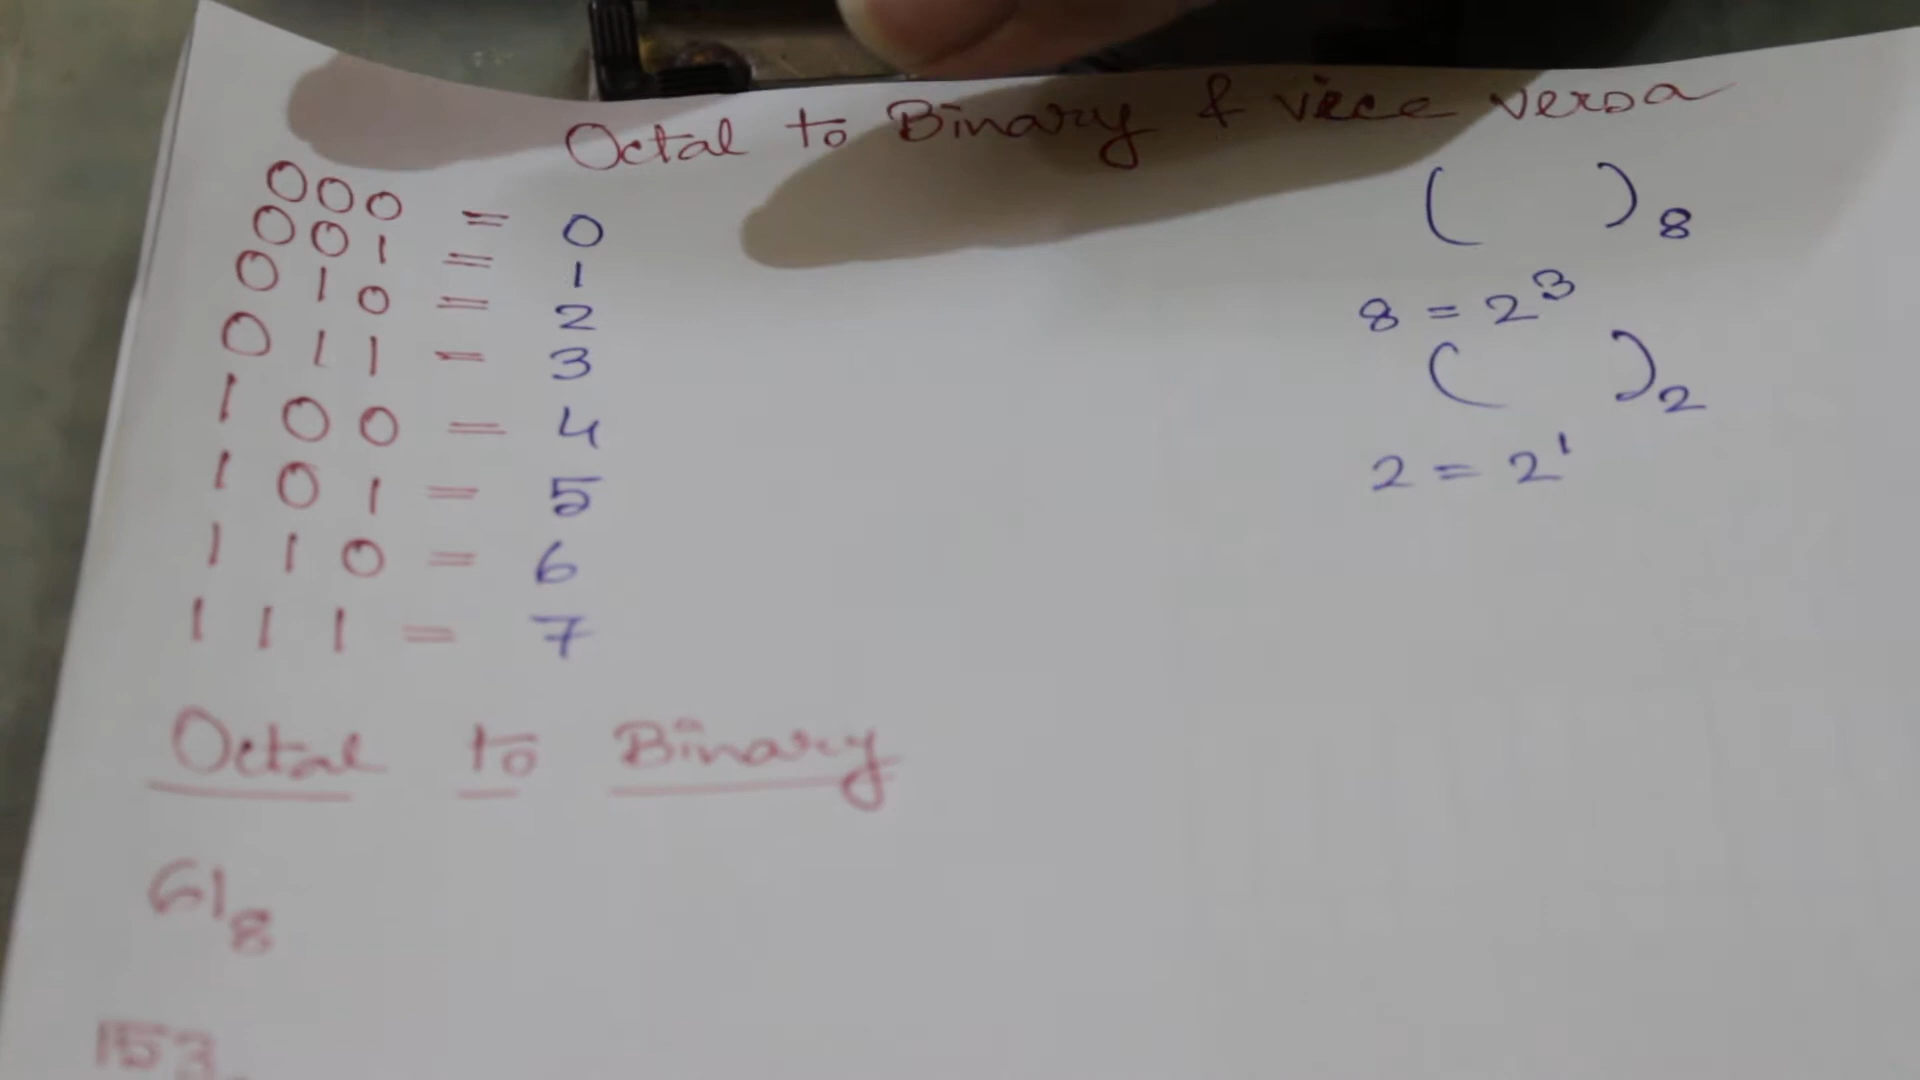 Octal to Binary & vice versa
000 = 0
001 = 1
010 = 2
011 = 3
100 = 4
101 = 5
110 = 6
111 = 7
( )₈
8 = 2³
( )₂
2 = 2¹
Octal to Binary
61₈
153